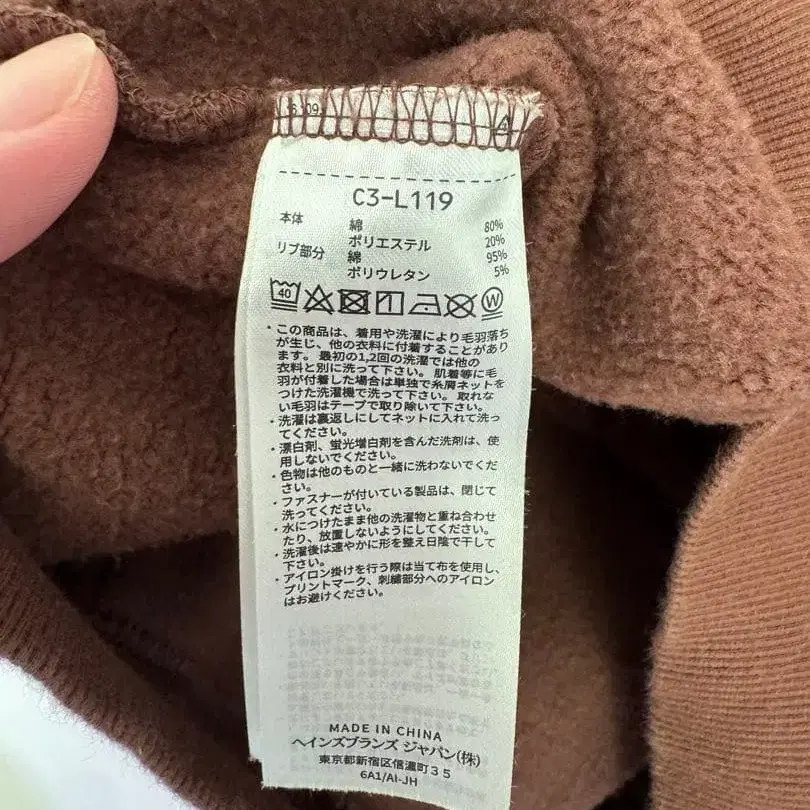 6109
C3-L119
本体 綿 80%
ポリエステル 20%
リブ部分 綿 95%
ポリウレタン 5%
40 W
・この商品は、着用や洗濯により毛羽落ち
が生じ、他の衣料に付着することがあり
ます。最初の1,2回の洗濯では他の
衣料と別に洗って下さい。肌着等に毛
羽が付着した場合は単独で糸屑ネットを
つけた洗濯機で洗って下さい。取れな
い毛羽はテープで取り除いて下さい。
・洗濯は裏返しにしてネットに入れて洗っ
てください。
・漂白剤、蛍光増白剤を含んだ洗剤は、使
用しないでください。
・色物は他のものと一緒に洗わないでくだ
さい。
・ファスナーが付いている製品は、閉じて
洗ってください。
・水につけたまま他の洗濯物と重ね合わせ
たり、放置しないようにしてください。
・洗濯後は速やかに形を整え日陰で干して
下さい。
・アイロン掛けを行う際は当て布を使用し、
プリントマーク、刺繍部分へのアイロン
はお避けください。
MADE IN CHINA
ヘインズブランズ ジャパン(株)
東京都新宿区信濃町35
6A1/AI-JH